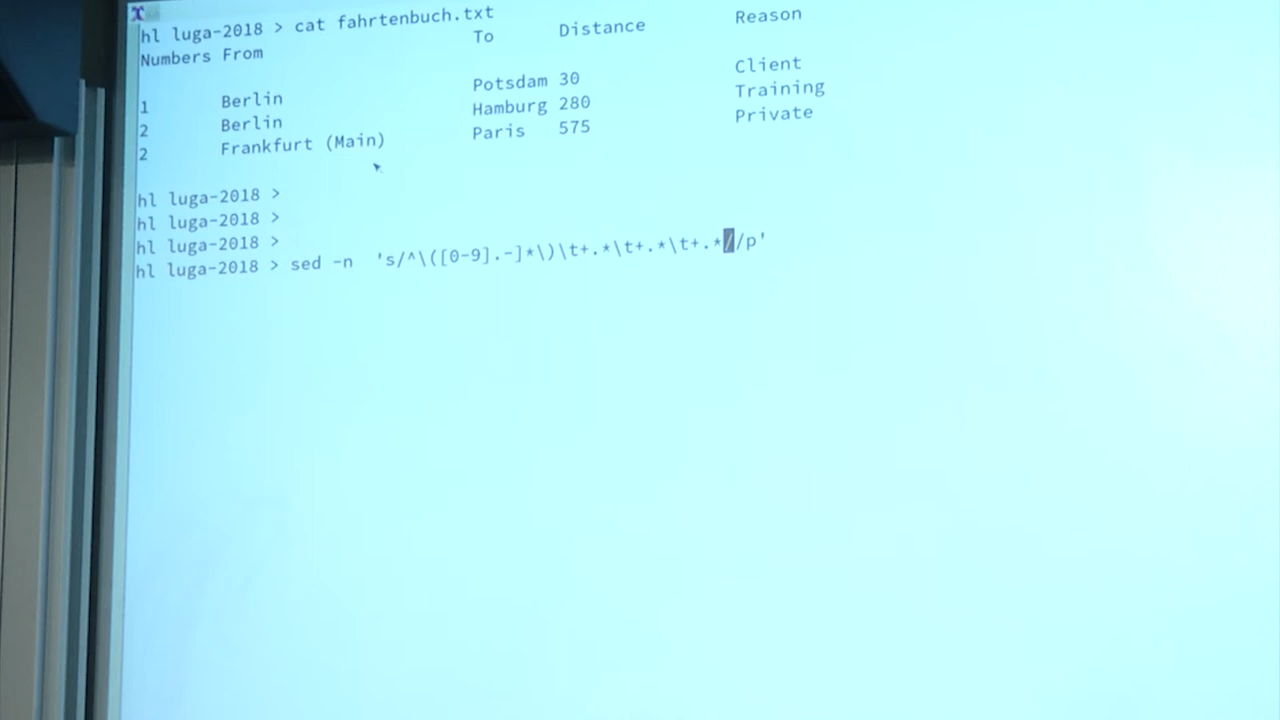 hl luga-2018 > cat fahrtenbuch.txt
Numbers From To Distance Reason
1 Berlin Potsdam 30 Client
2 Berlin Hamburg 280 Training
2 Frankfurt (Main) Paris 575 Private
hl luga-2018 >
hl luga-2018 >
hl luga-2018 >
hl luga-2018 > sed -n 's/^\([0-9].-]*\)\t+.*\t+.*\t+.*//p'